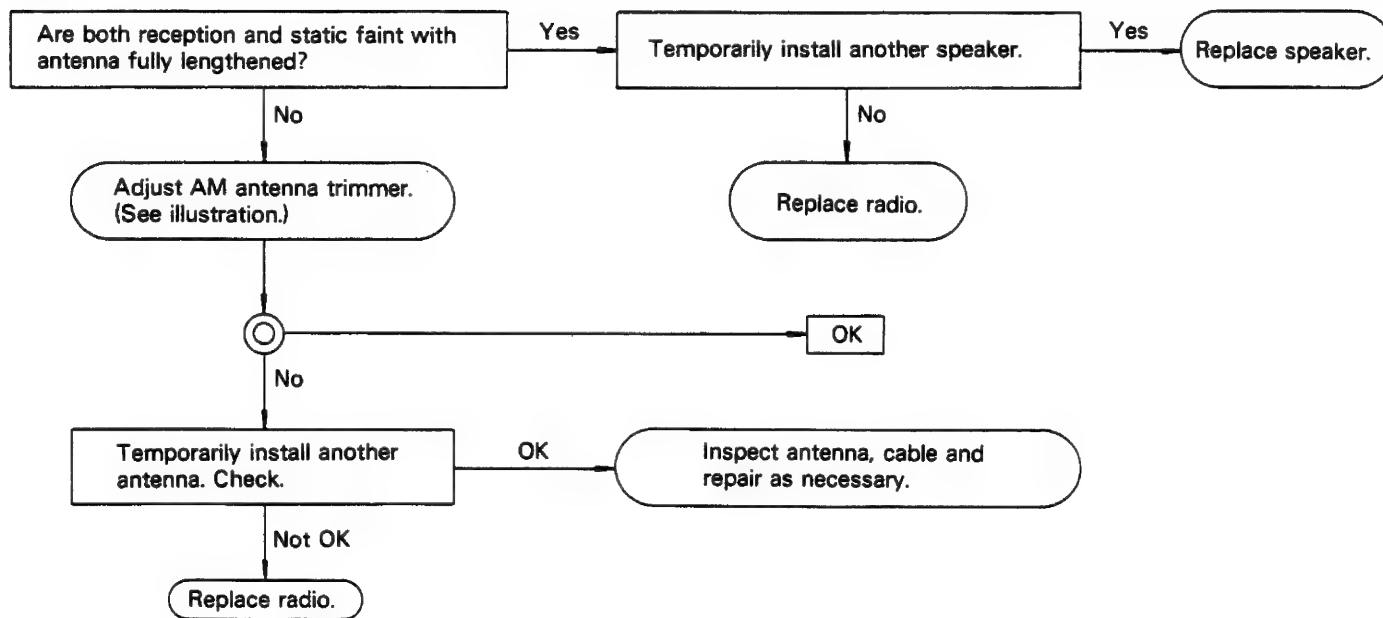 Are both reception and static faint with
antenna fully lengthened?
Yes
Temporarily install another speaker.
Yes
Replace speaker.
No
No
Adjust AM antenna trimmer.
(See illustration.)
Replace radio.
OK
No
Temporarily install another
antenna. Check.
OK
Inspect antenna, cable and
repair as necessary.
Not OK
Replace radio.